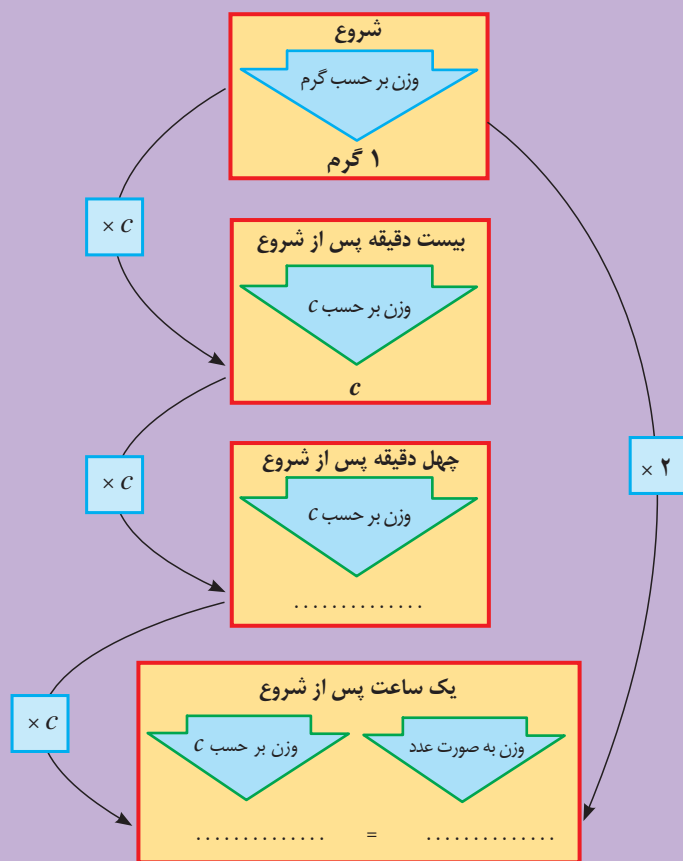 شروع
وزن بر حسب گرم
۱ گرم
× c
بیست دقیقه پس از شروع
وزن بر حسب c
c
× c
چهل دقیقه پس از شروع
وزن بر حسب c
..............
× ۲
یک ساعت پس از شروع
× c
وزن به صورت عدد
وزن بر حسب c
.............. = ..............